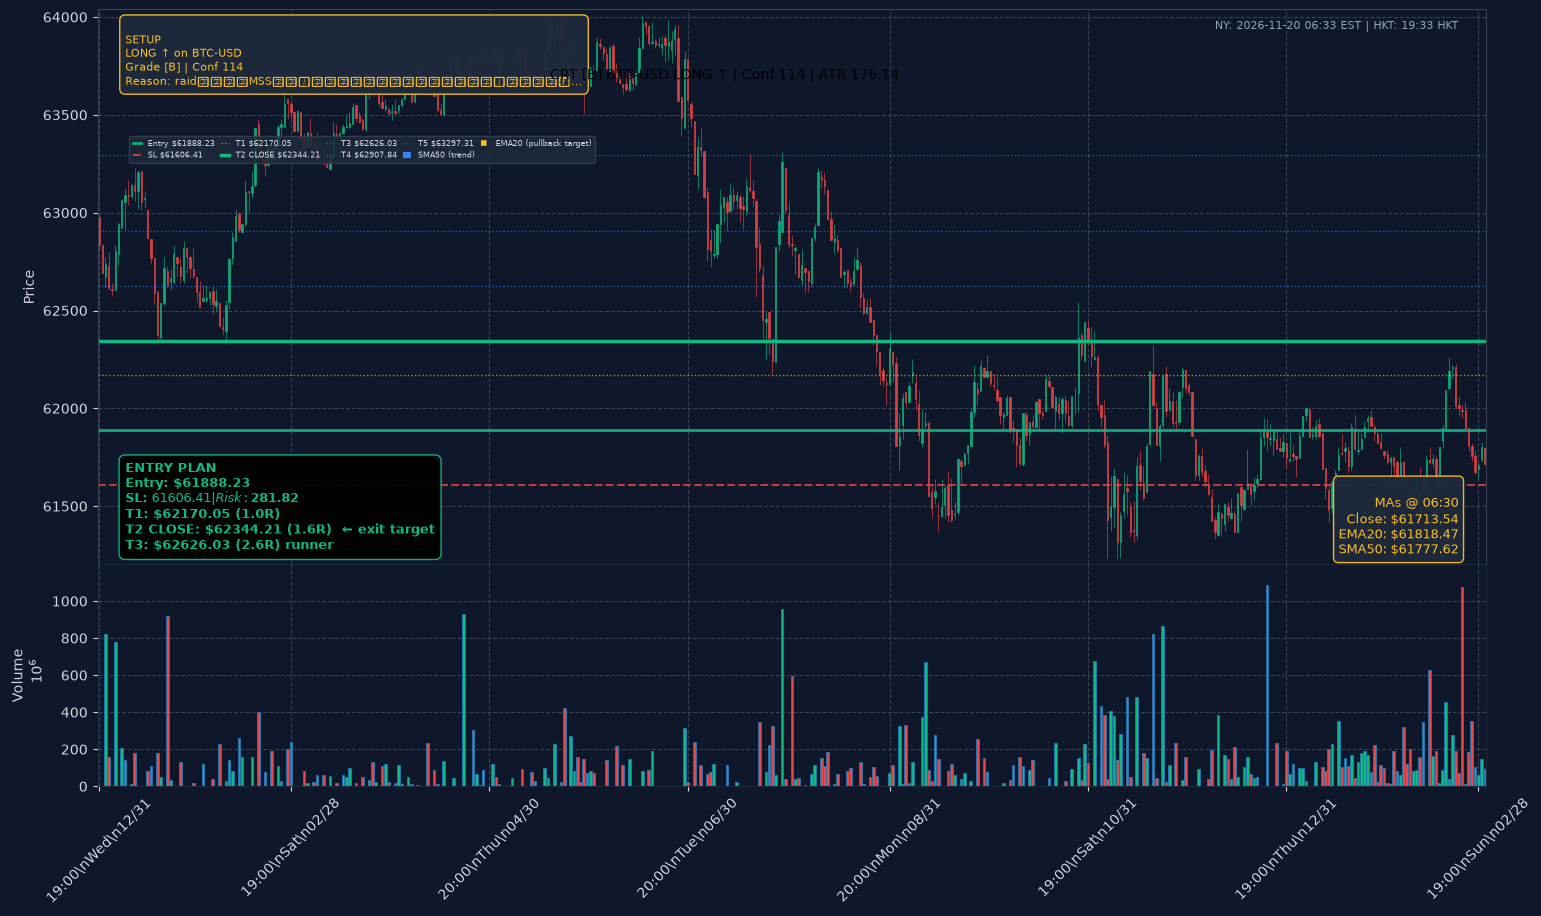 NY: 2026-11-20 06:33 EST | HKT: 19:33 HKT
SETUP
LONG ↑ on BTC-USD
Grade [B] | Conf 114
Reason: raid
MSS
CRT [B] BTC-USD LONG ↑ | Conf 114 | ATR 176.14
Entry $61888.23
SL $61606.41
T1 $62170.05
T2 CLOSE $62344.21
T3 $62626.03
T4 $62907.84
T5 $63297.31
SMA50 (trend)
EMA20 (pullback target)
Price
64000
63500
63000
62500
62000
61500
ENTRY PLAN
Entry: $61888.23
SL: 61606.41|Risk:281.82
T1: $62170.05 (1.0R)
T2 CLOSE: $62344.21 (1.6R) ← exit target
T3: $62626.03 (2.6R) runner
MAs @ 06:30
Close: $61713.54
EMA20: $61818.47
SMA50: $61777.62
Volume
10⁶
1000
800
600
400
200
0
19:00\\nWed\\n12/31
19:00\\nSat\\n02/28
20:00\\nThu\\n04/30
20:00\\nTue\\n06/30
20:00\\nMon\\n08/31
19:00\\nSat\\n10/31
19:00\\nThu\\n12/31
19:00\\nSun\\n02/28